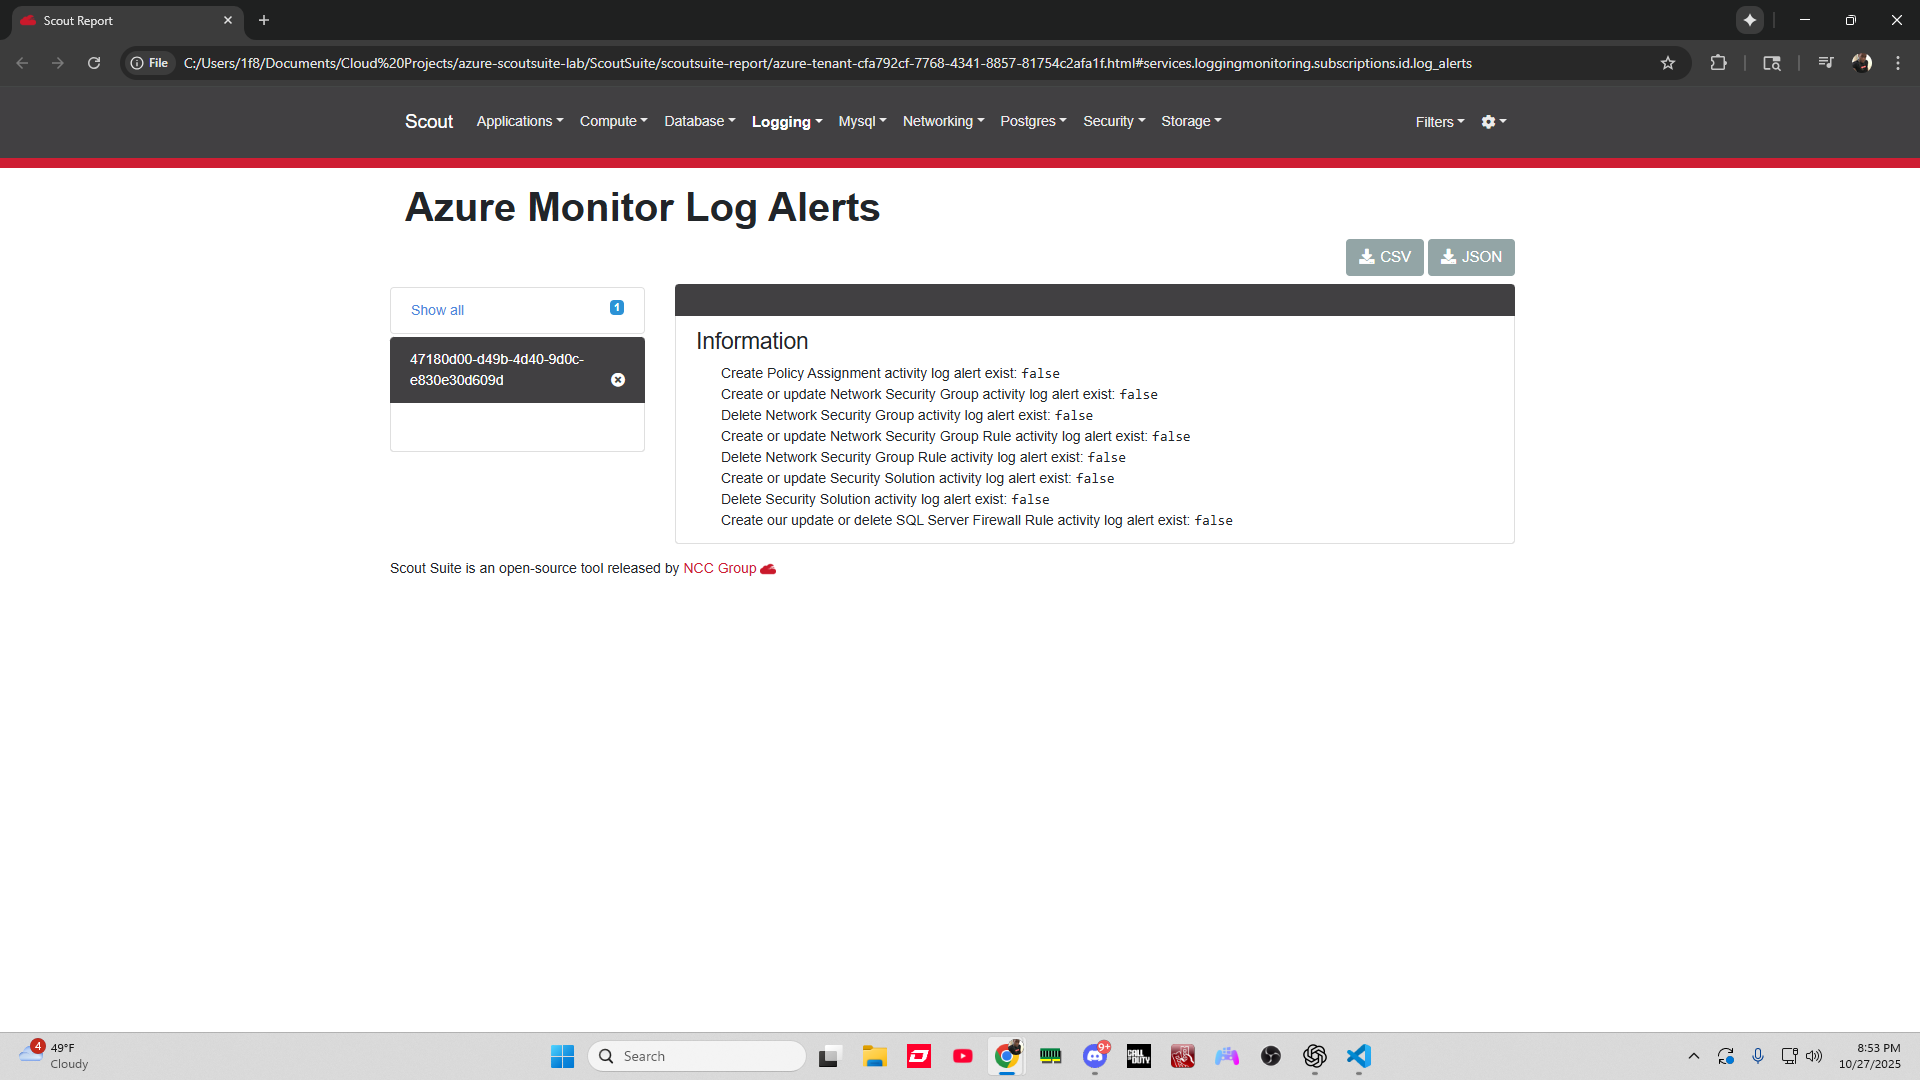 Scout Report
File
C:/Users/1f8/Documents/Cloud%20Projects/azure-scoutsuite-lab/ScoutSuite/scoutsuite-report/azure-tenant-cfa792cf-7768-4341-8857-81754c2afa1f.html#services.loggingmonitoring.subscriptions.id.log_alerts
Scout Applications Compute Database Logging Mysql Networking Postgres Security Storage Filters
Azure Monitor Log Alerts
CSV JSON
Show all 1
47180d00-d49b-4d40-9d0c-
e830e30d609d
Information
Create Policy Assignment activity log alert exist: false
Create or update Network Security Group activity log alert exist: false
Delete Network Security Group activity log alert exist: false
Create or update Network Security Group Rule activity log alert exist: false
Delete Network Security Group Rule activity log alert exist: false
Create or update Security Solution activity log alert exist: false
Delete Security Solution activity log alert exist: false
Create our update or delete SQL Server Firewall Rule activity log alert exist: false
Scout Suite is an open-source tool released by NCC Group
4
49°F
Cloudy
Search
9+
CALL OF DUTY
8:53 PM
10/27/2025